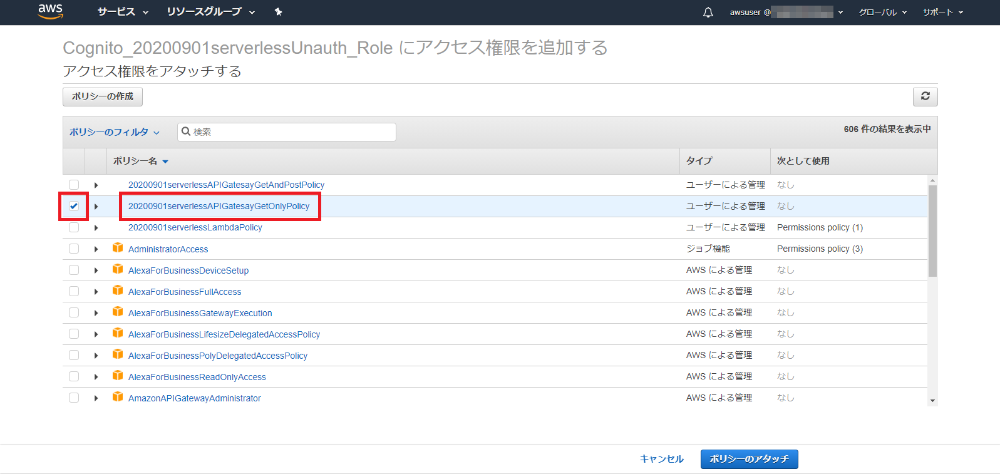 aws サービス リソースグループ awsuser @ グローバル サポート
Cognito_20200901serverlessUnauth_Role にアクセス権限を追加する
アクセス権限をアタッチする
ポリシーの作成
ポリシーのフィルタ 検索 606 件の結果を表示中
ポリシー名 タイプ 次として使用
20200901serverlessAPIGatesayGetAndPostPolicy ユーザーによる管理 なし
20200901serverlessAPIGatesayGetOnlyPolicy ユーザーによる管理 なし
20200901serverlessLambdaPolicy ユーザーによる管理 Permissions policy (1)
AdministratorAccess ジョブ機能 Permissions policy (3)
AlexaForBusinessDeviceSetup AWS による管理 なし
AlexaForBusinessFullAccess AWS による管理 なし
AlexaForBusinessGatewayExecution AWS による管理 なし
AlexaForBusinessLifesizeDelegatedAccessPolicy AWS による管理 なし
AlexaForBusinessPolyDelegatedAccessPolicy AWS による管理 なし
AlexaForBusinessReadOnlyAccess AWS による管理 なし
AmazonAPIGatewayAdministrator AWS による管理 なし
キャンセル ポリシーのアタッチ